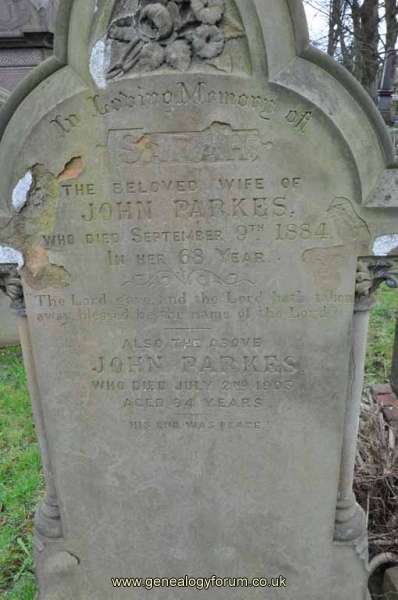 In Loving Memory of
SARAH,
THE BELOVED WIFE OF
JOHN PARKES,
WHO DIED SEPTEMBER 9TH 1884.
IN HER 68 YEAR.
"The Lord gave and the Lord hath taken
away, blessed be the name of the Lord."
ALSO THE ABOVE
JOHN PARKES,
WHO DIED JULY 2ND
AGED 84 YEARS.
HIS END WAS PEACE.
www.genealogyforum.co.uk